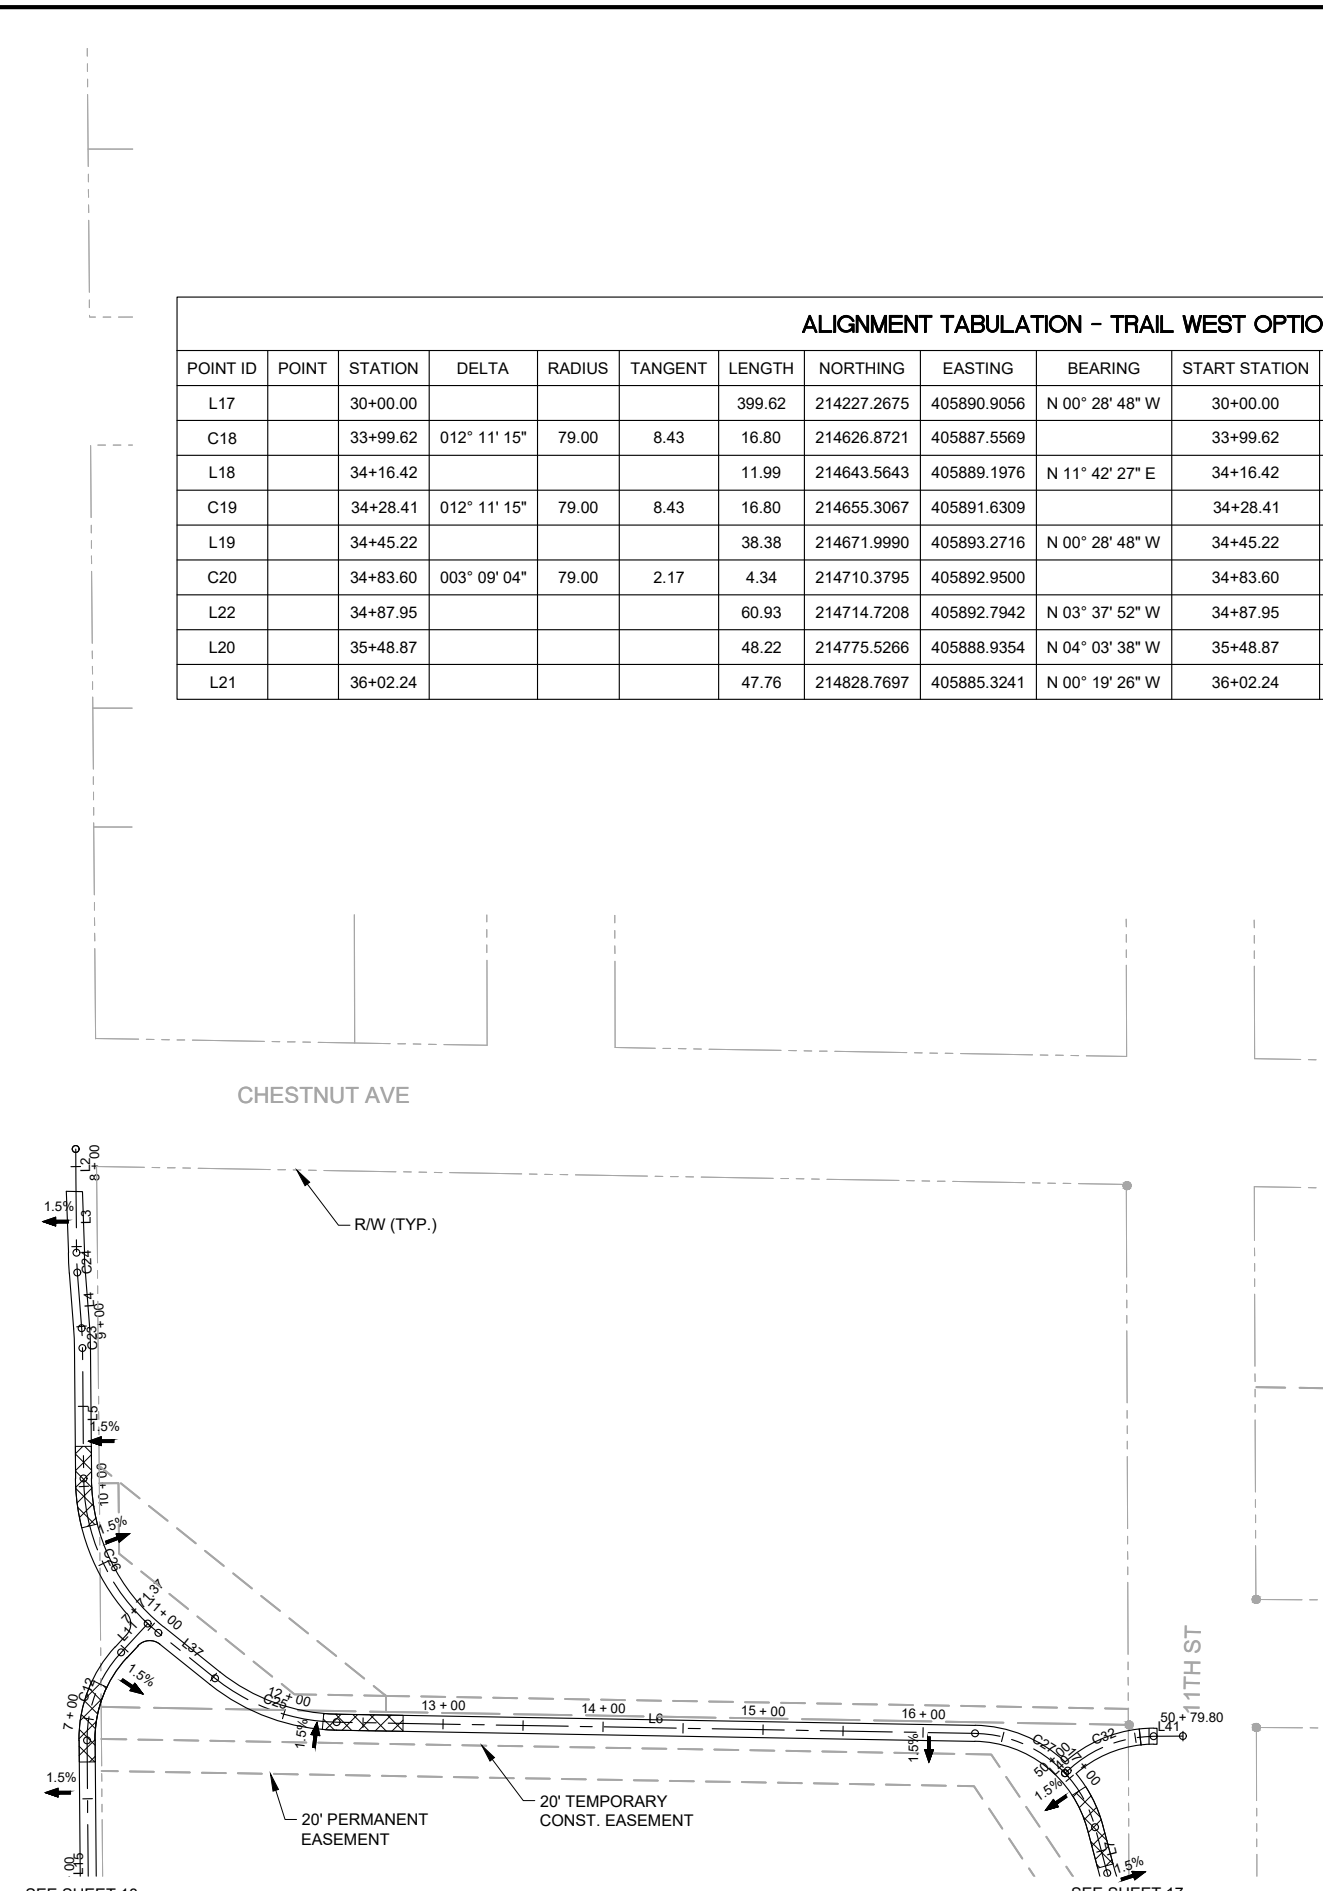 ALIGNMENT TABULATION - TRAIL WEST OPTIO
POINT ID POINT STATION DELTA RADIUS TANGENT LENGTH NORTHING EASTING BEARING START STATION
L17 30+00.00 399.62 214227.2675 405890.9056 N 00° 28' 48" W 30+00.00
C18 33+99.62 012° 11' 15" 79.00 8.43 16.80 214626.8721 405887.5569 33+99.62
L18 34+16.42 11.99 214643.5643 405889.1976 N 11° 42' 27" E 34+16.42
C19 34+28.41 012° 11' 15" 79.00 8.43 16.80 214655.3067 405891.6309 34+28.41
L19 34+45.22 38.38 214671.9990 405893.2716 N 00° 28' 48" W 34+45.22
C20 34+83.60 003° 09' 04" 79.00 2.17 4.34 214710.3795 405892.9500 34+83.60
L22 34+87.95 60.93 214714.7208 405892.7942 N 03° 37' 52" W 34+87.95
L20 35+48.87 48.22 214775.5266 405888.9354 N 04° 03' 38" W 35+48.87
L21 36+02.24 47.76 214828.7697 405885.3241 N 00° 19' 26" W 36+02.24
CHESTNUT AVE
L2
8 + 00
1.5%
L3
R/W (TYP.)
C24
L4
9 + 00
C23
L5
1.5%
10 + 00
1.5%
C26
11 + 00
L1
L37
1.5%
C12
7 + 00
12 + 00
C25
1.5%
13 + 00
14 + 00
L6
15 + 00
16 + 00
1.5%
11TH ST
50 + 79.80
L41
C32
C27
17 + 00
1.5%
1.5%
20' TEMPORARY
CONST. EASEMENT
20' PERMANENT
EASEMENT
L15
L7
1.5%